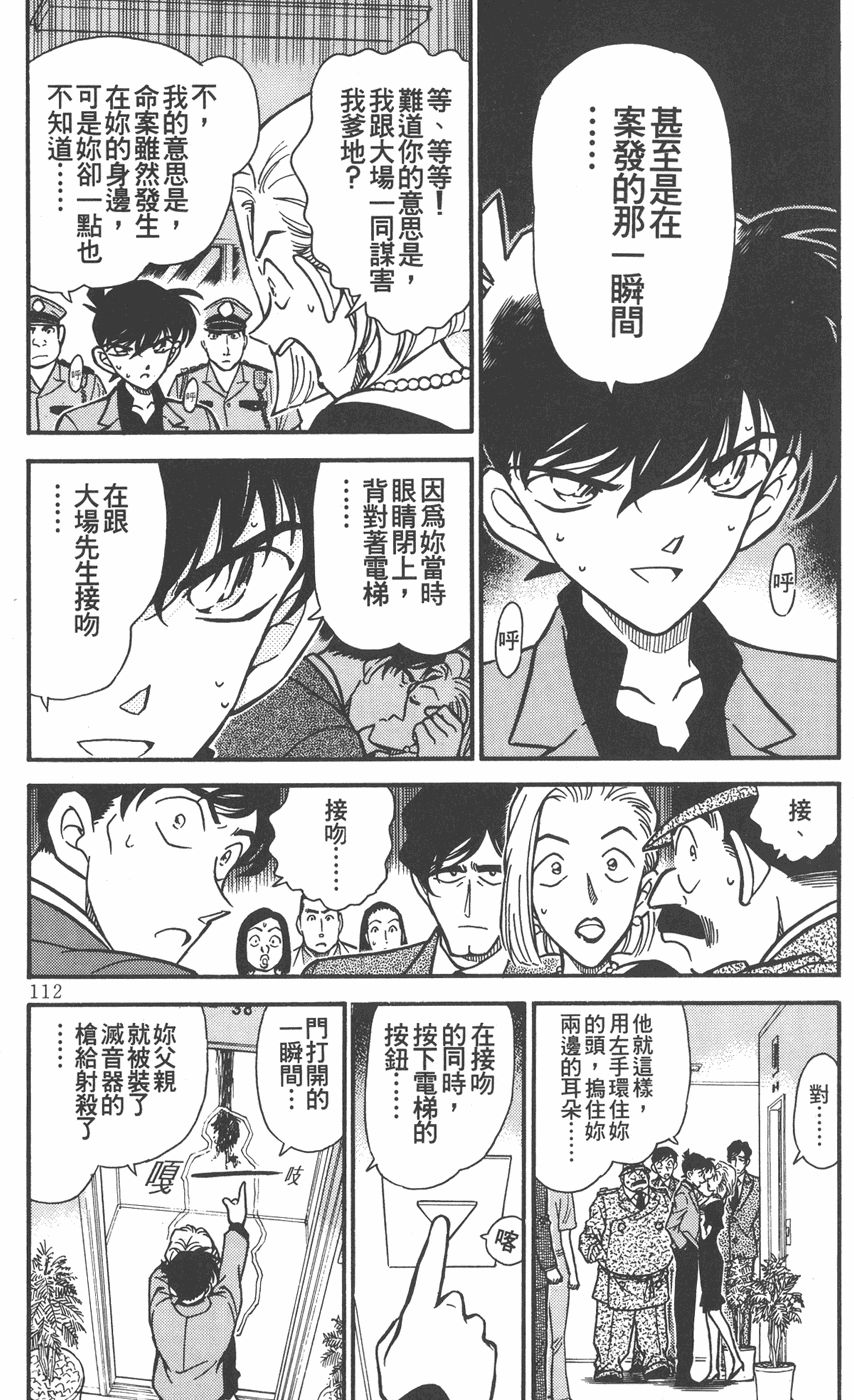 甚至是在
案發的那一瞬間
⋯⋯
呼
呼
等、等等!
難道你的意思是,
我跟大場一同謀害
我爹地?
不,
我的意思是,
命案雖然發生
在妳的身邊,
可是妳卻一點也
不知道⋯⋯
呼
呼
因爲妳當時
眼睛閉上,
背對著電梯
⋯⋯
在跟
大場先生接吻
⋯⋯
接、
接吻⋯⋯
112
對⋯⋯
他就這樣,
用左手環住妳
的頭,摀住妳
兩邊的耳朵⋯⋯
在接吻
的同時,
按下電梯的
按鈕⋯⋯
喀
門打開的
一瞬間⋯
妳父親
就被裝了
滅音器的
槍給射殺了
⋯⋯
38
吱
嘎